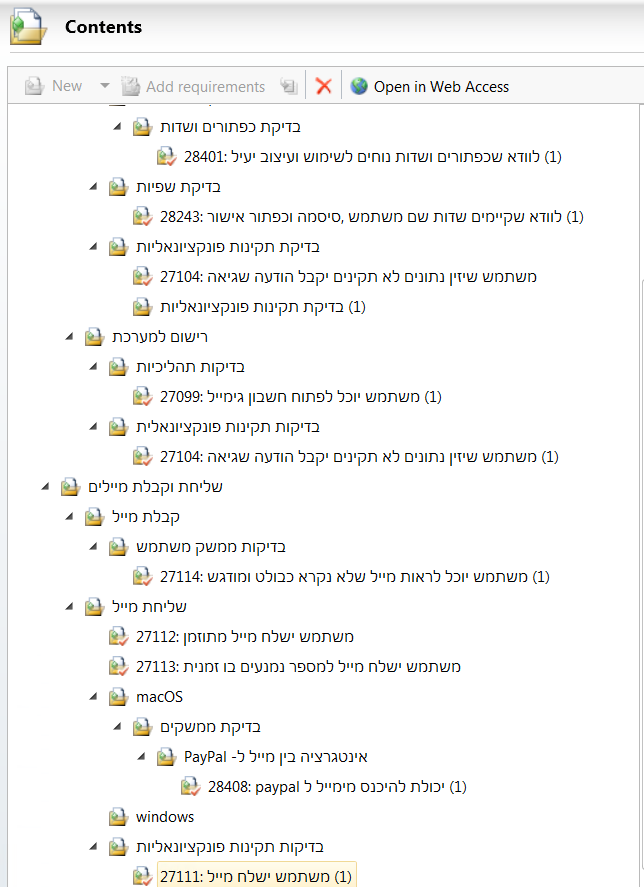 Contents
New Add requirements Open in Web Access
בדיקת כפתורים ושדות
28401: לוודא שכפתורים ושדות נוחים לשימוש ועיצוב יעיל (1)
בדיקת שפיות
28243: לוודא שקיימים שדות שם משתמש ,סיסמה וכפתור אישור (1)
בדיקת תקינות פונקציונאליות
27104: משתמש שיזין נתונים לא תקינים יקבל הודעה שגיאה
בדיקת תקינות פונקציונאליות (1)
רישום למערכת
בדיקות תהליכיות
27099: משתמש יוכל לפתוח חשבון גימייל (1)
בדיקות תקינות פונקציונאלית
27104: משתמש שיזין נתונים לא תקינים יקבל הודעה שגיאה (1)
שליחת וקבלת מיילים
קבלת מייל
בדיקות ממשק משתמש
27114: משתמש יוכל לראות מייל שלא נקרא כבולט ומודגש (1)
שליחת מייל
27112: משתמש ישלח מייל מתוזמן
27113: משתמש ישלח מייל למספר נמנעים בו זמנית
macOS
בדיקת ממשקים
אינטגרציה בין מייל ל- PayPal
28408: יכולת להיכנס מימייל ל paypal (1)
windows
בדיקות תקינות פונקציונאליות
27111: משתמש ישלח מייל (1)